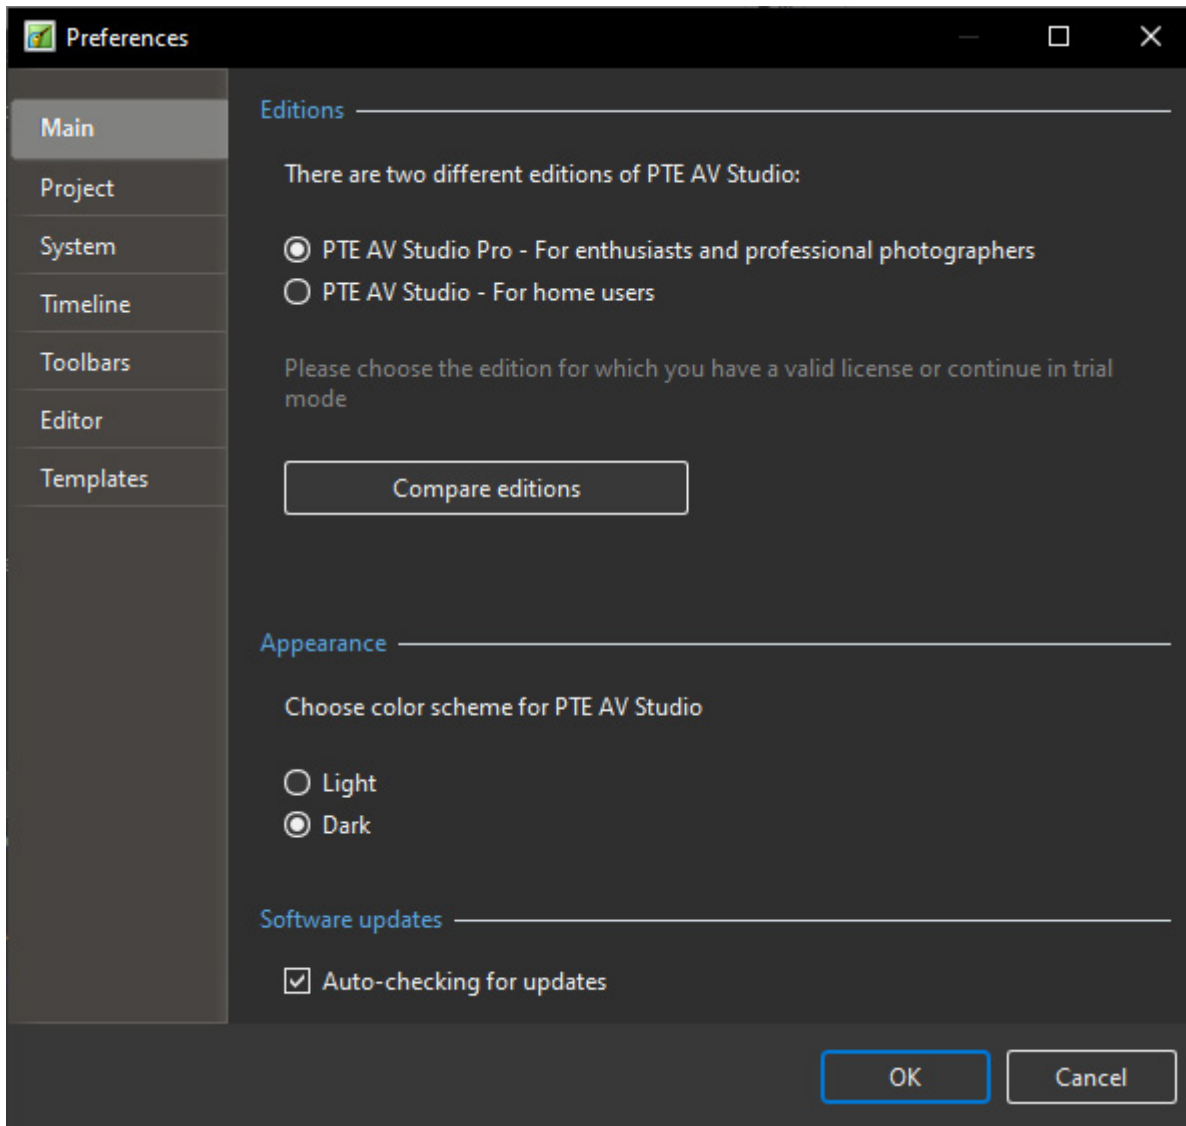 Preferences
Main
Project
System
Timeline
Toolbars
Editor
Templates
Editions
There are two different editions of PTE AV Studio:
PTE AV Studio Pro - For enthusiasts and professional photographers
PTE AV Studio - For home users
Please choose the edition for which you have a valid license or continue in trial
mode
Compare editions
Appearance
Choose color scheme for PTE AV Studio
Light
Dark
Software updates
Auto-checking for updates
OK
Cancel